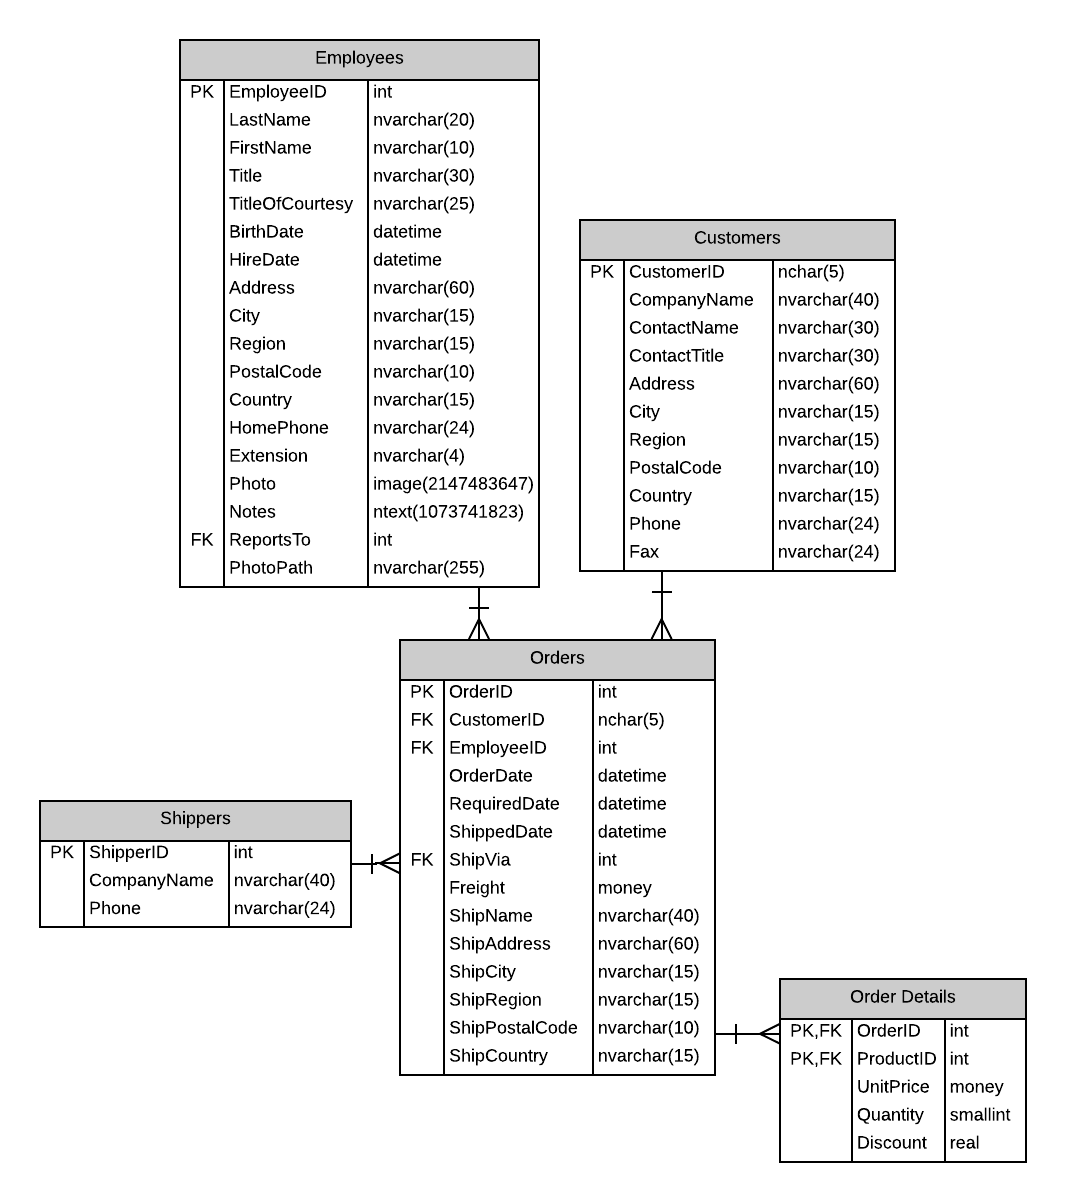 Employees
PK EmployeeID int
LastName nvarchar(20)
FirstName nvarchar(10)
Title nvarchar(30)
TitleOfCourtesy nvarchar(25)
BirthDate datetime
HireDate datetime
Address nvarchar(60)
City nvarchar(15)
Region nvarchar(15)
PostalCode nvarchar(10)
Country nvarchar(15)
HomePhone nvarchar(24)
Extension nvarchar(4)
Photo image(2147483647)
Notes ntext(1073741823)
FK ReportsTo int
PhotoPath nvarchar(255)
Customers
PK CustomerID nchar(5)
CompanyName nvarchar(40)
ContactName nvarchar(30)
ContactTitle nvarchar(30)
Address nvarchar(60)
City nvarchar(15)
Region nvarchar(15)
PostalCode nvarchar(10)
Country nvarchar(15)
Phone nvarchar(24)
Fax nvarchar(24)
Orders
PK OrderID int
FK CustomerID nchar(5)
FK EmployeeID int
OrderDate datetime
RequiredDate datetime
ShippedDate datetime
FK ShipVia int
Freight money
ShipName nvarchar(40)
ShipAddress nvarchar(60)
ShipCity nvarchar(15)
ShipRegion nvarchar(15)
ShipPostalCode nvarchar(10)
ShipCountry nvarchar(15)
Shippers
PK ShipperID int
CompanyName nvarchar(40)
Phone nvarchar(24)
Order Details
PK,FK OrderID int
PK,FK ProductID int
UnitPrice money
Quantity smallint
Discount real